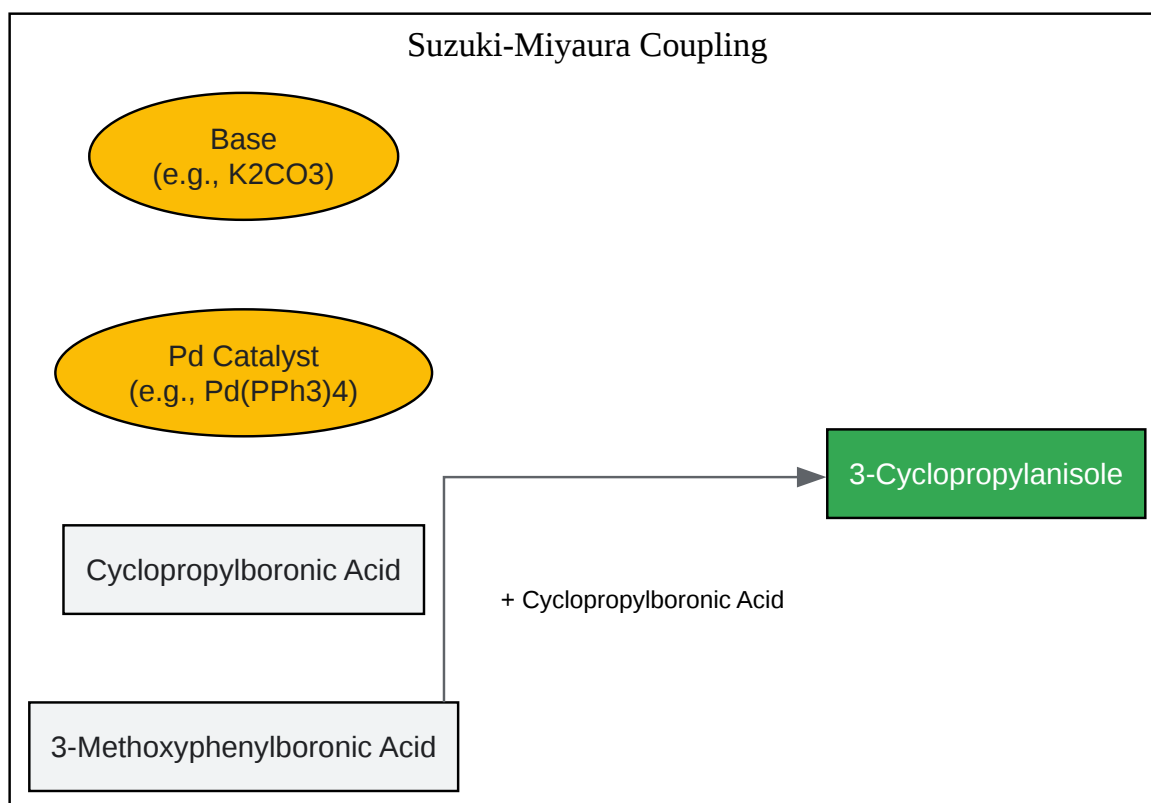 Suzuki-Miyaura Coupling
Base
(e.g., K2CO3)
Pd Catalyst
(e.g., Pd(PPh3)4)
3-Cyclopropylanisole
Cyclopropylboronic Acid
+ Cyclopropylboronic Acid
3-Methoxyphenylboronic Acid